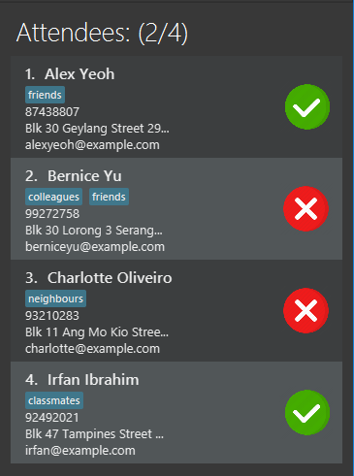 Attendees: (2/4)
1. Alex Yeoh
friends
87438807
Blk 30 Geylang Street 29...
alexyeoh@example.com
2. Bernice Yu
colleagues friends
99272758
Blk 30 Lorong 3 Serang...
berniceyu@example.com
3. Charlotte Oliveiro
neighbours
93210283
Blk 11 Ang Mo Kio Stree...
charlotte@example.com
4. Irfan Ibrahim
classmates
92492021
Blk 47 Tampines Street ...
irfan@example.com